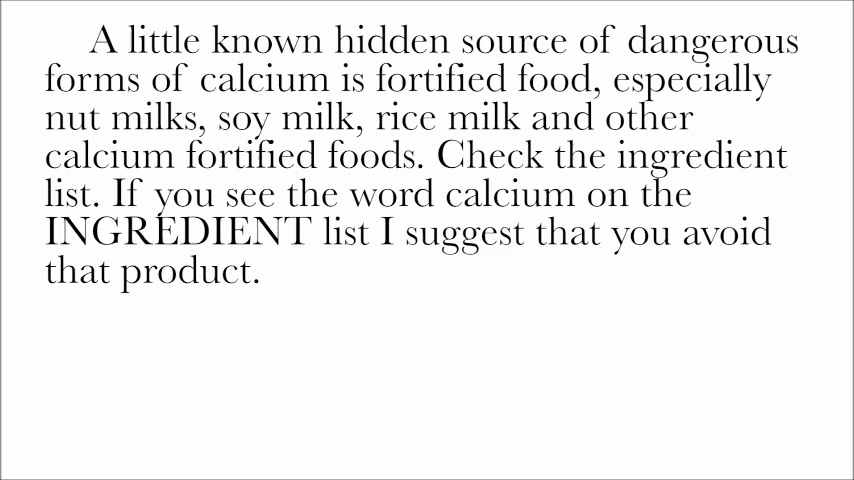 A little known hidden source of dangerous
forms of calcium is fortified food, especially
nut milks, soy milk, rice milk and other
calcium fortified foods. Check the ingredient
list. If you see the word calcium on the
INGREDIENT list I suggest that you avoid
that product.